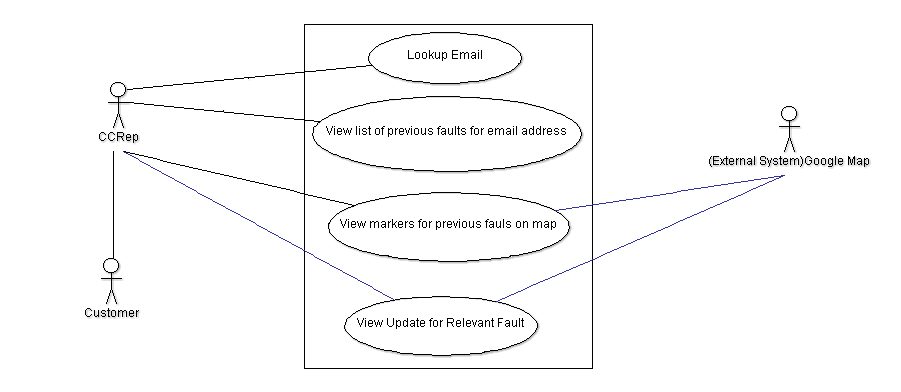 Lookup Email
CCRep
View list of previous faults for email address
(External System)Google Map
View markers for previous fauls on map
Customer
View Update for Relevant Fault